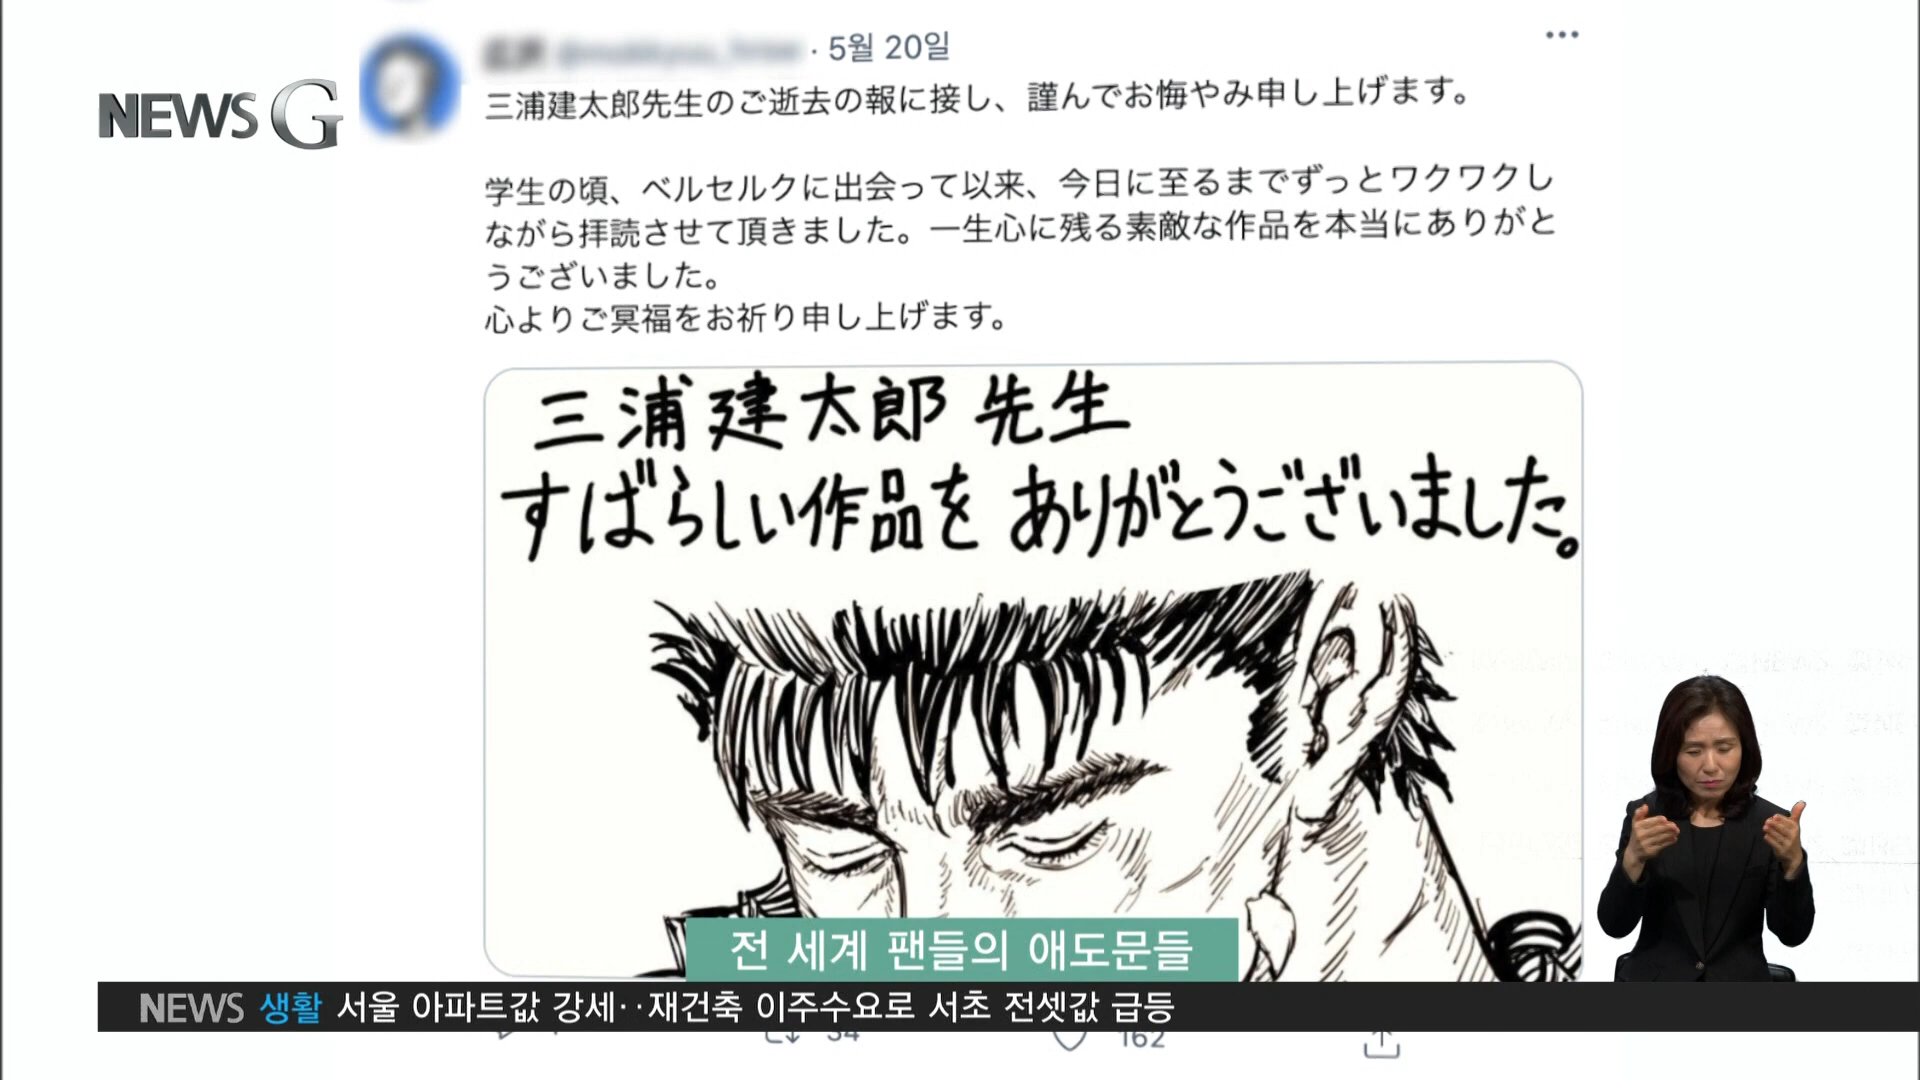 NEWS G
· 5월 20일
三浦建太郎先生のご逝去の報に接し、謹んでお悔やみ申し上げます。
学生の頃、ベルセルクに出会って以来、今日に至るまでずっとワクワクし
ながら拝読させて頂きました。一生心に残る素敵な作品を本当にありがと
うございました。
心よりご冥福をお祈り申し上げます。
三浦建太郎 先生
すばらしい作品を ありがとうございました。
전 세계 팬들의 애도문들
NEWS 생활 서울 아파트값 강세‥재건축 이주수요로 서초 전셋값 급등
34 162